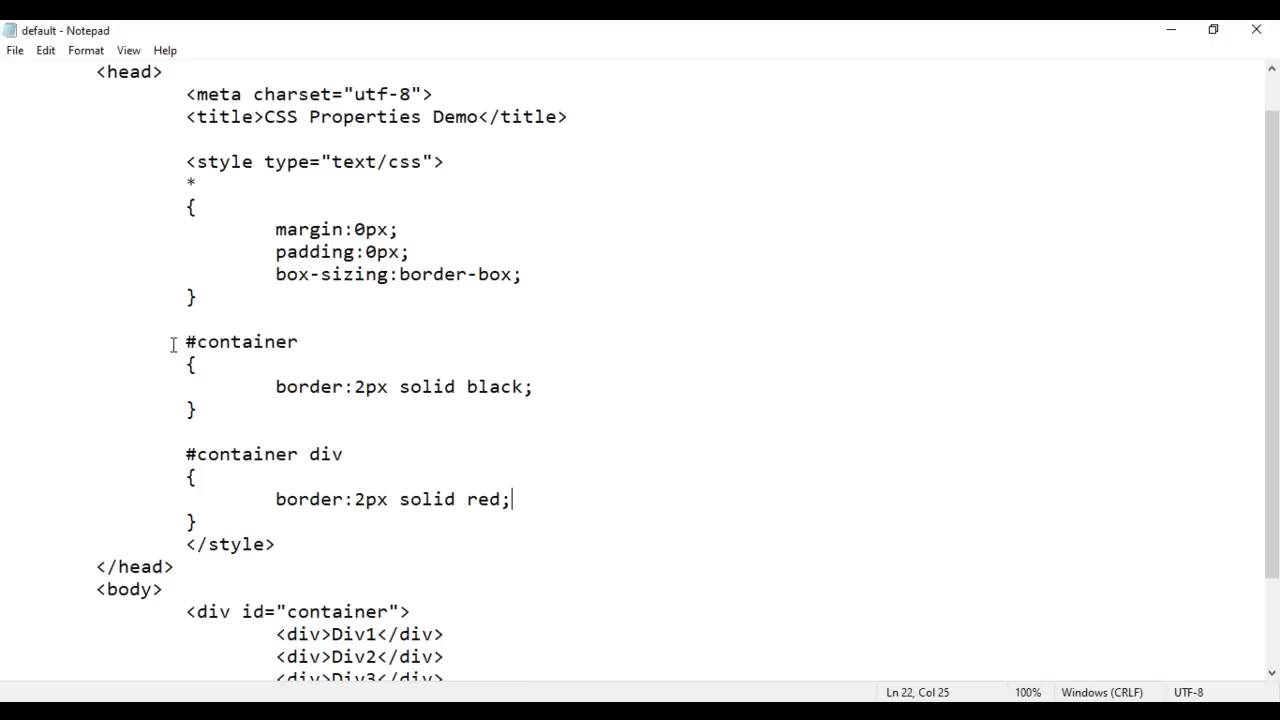 default - Notepad
File Edit Format View Help
<head>
<meta charset="utf-8">
<title>CSS Properties Demo</title>
<style type="text/css">
*
{
margin:0px;
padding:0px;
box-sizing:border-box;
}
#container
{
border:2px solid black;
}
#container div
{
border:2px solid red;
}
</style>
</head>
<body>
<div id="container">
<div>Div1</div>
<div>Div2</div>
<div>Div3</div>
Ln 22, Col 25 100% Windows (CRLF) UTF-8